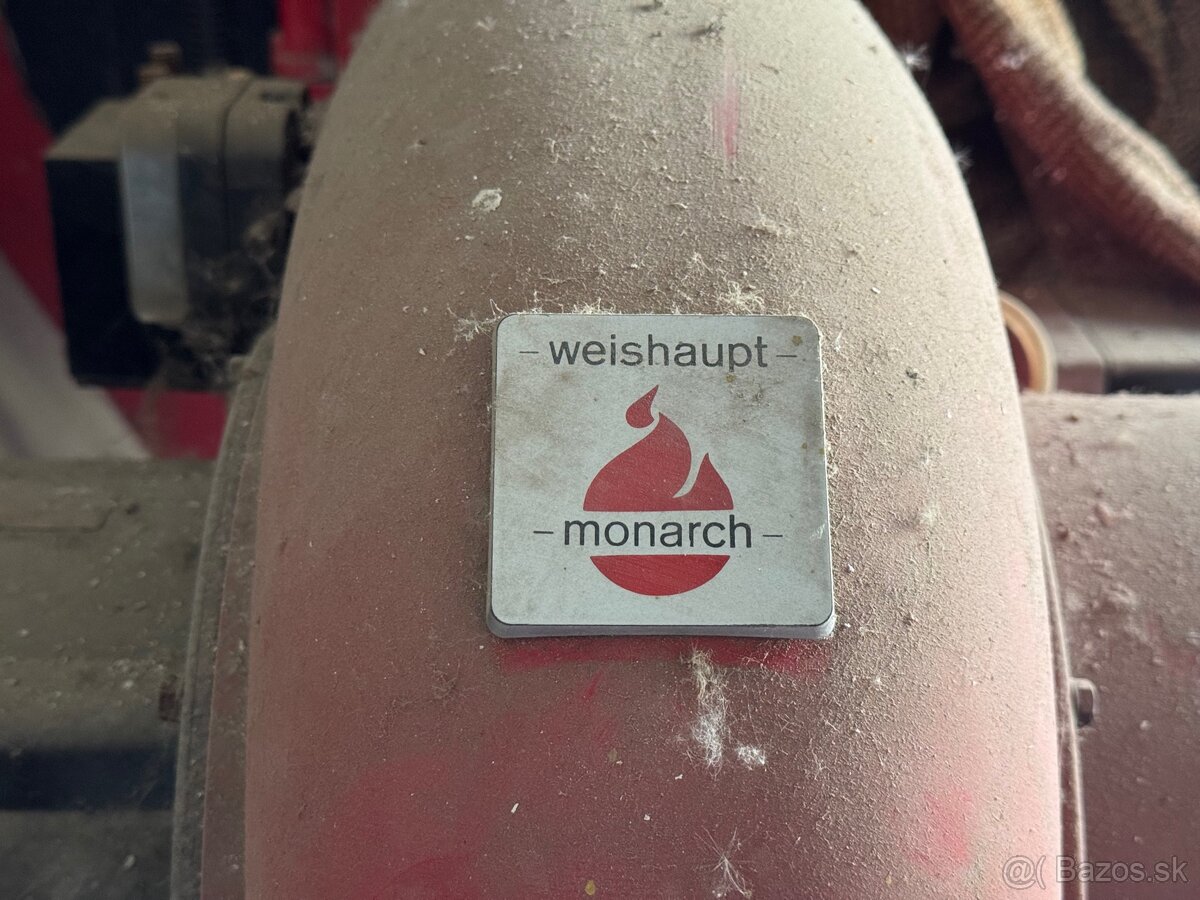 - weishaupt -
- monarch -
@( Bazos.sk